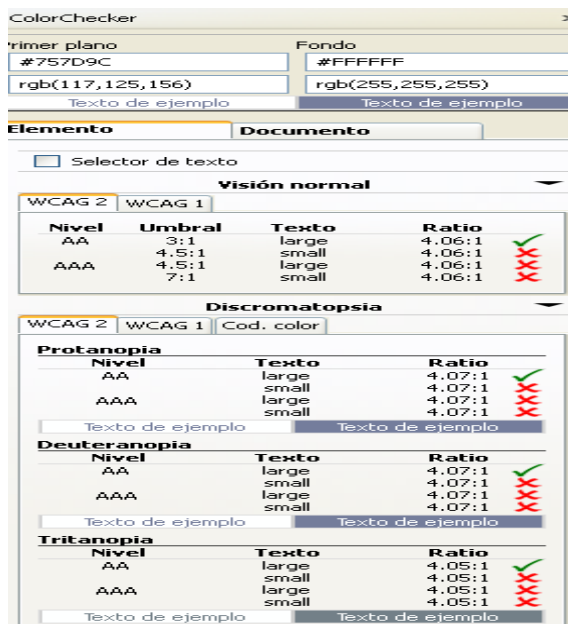 ColorChecker
rimer plano Fondo
#757D9C #FFFFFF
rgb(117,125,156) rgb(255,255,255)
Texto de ejemplo Texto de ejemplo
Elemento Documento
Selector de texto
Visión normal
WCAG 2 WCAG 1
Nivel Umbral Texto Ratio
AA 3:1 large 4.06:1
4.5:1 small 4.06:1
AAA 4.5:1 large 4.06:1
7:1 small 4.06:1
Discromatopsia
WCAG 2 WCAG 1 Cod. color
Protanopia
Nivel Texto Ratio
AA large 4.07:1
small 4.07:1
AAA large 4.07:1
small 4.07:1
Texto de ejemplo Texto de ejemplo
Deuteranopia
Nivel Texto Ratio
AA large 4.07:1
small 4.07:1
AAA large 4.07:1
small 4.07:1
Texto de ejemplo Texto de ejemplo
Tritanopia
Nivel Texto Ratio
AA large 4.05:1
small 4.05:1
AAA large 4.05:1
small 4.05:1
Texto de ejemplo Texto de ejemplo